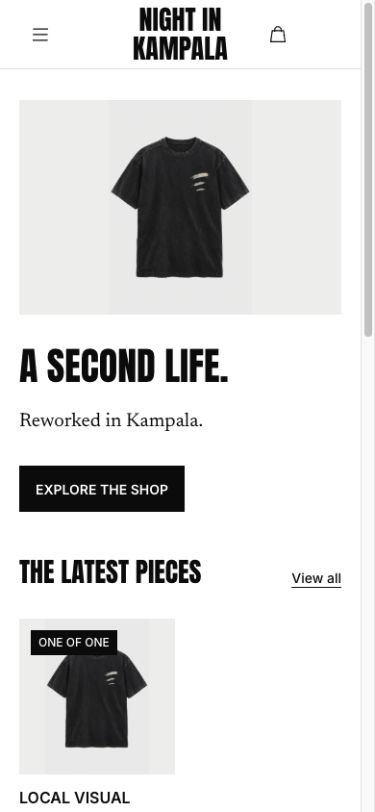 NIGHT IN
KAMPALA
A SECOND LIFE.
Reworked in Kampala.
EXPLORE THE SHOP
THE LATEST PIECES
View all
ONE OF ONE
LOCAL VISUAL